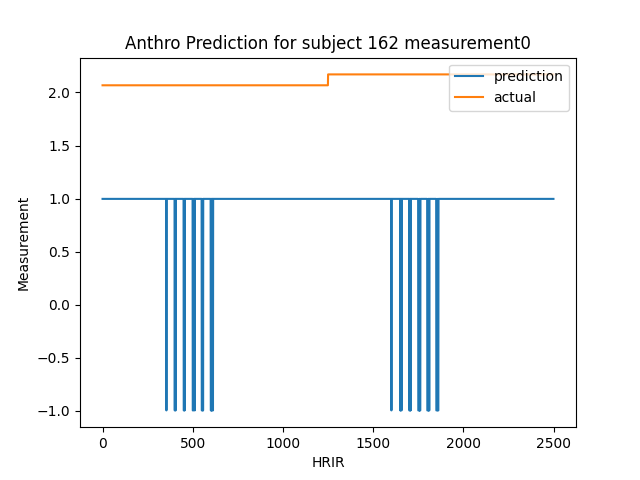 Anthro Prediction for subject 162 measurement0
prediction
actual
2.0
1.5
1.0
0.5
0.0
−0.5
−1.0
Measurement
0 500 1000 1500 2000 2500
HRIR